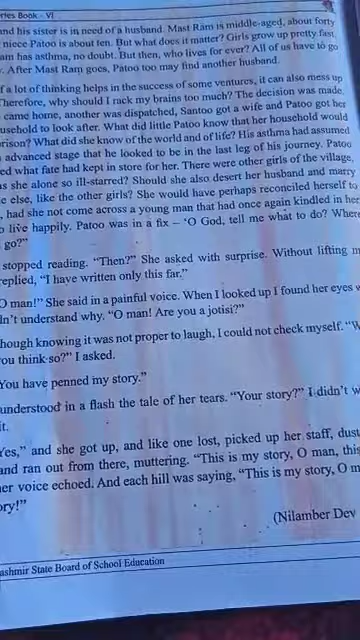 ries Book - VI
and his sister is in need of a husband. Mast Ram is middle-aged, about forty
niece Patoo is about ten. But what does it matter? Girls grow up pretty fast,
am has asthma, no doubt. But then, who lives for ever? All of us have to go
. After Mast Ram goes, Patoo too may find another husband.
f a lot of thinking helps in the success of some ventures, it can also mess up
Therefore, why should I rack my brains too much? The decision was made,
came home, another was dispatched, Santoo got a wife and Patoo got her
usehold to look after. What did little Patoo know that her household would
rison? What did she know of the world and of life? His asthma had assumed
advanced stage that he looked to be in the last leg of his journey. Patoo
ed what fate had kept in store for her. There were other girls of the village,
as she alone so ill-starred? Should she also desert her husband and marry
e else, like the other girls? She would have perhaps reconciled herself to
, had she not come across a young man that had once again kindled in her
o live happily. Patoo was in a fix – ‘O God, tell me what to do? Where
go?”
stopped reading. “Then?” She asked with surprise. Without lifting m
replied, “I have written only this far.”
O man!” She said in a painful voice. When I looked up I found her eyes w
dn’t understand why. “O man! Are you a jotisi?”
hough knowing it was not proper to laugh, I could not check myself. “W
ou think so?” I asked.
You have penned my story.”
understood in a flash the tale of her tears. “Your story?” I didn’t w
it.
Yes,” and she got up, and like one lost, picked up her staff, dust
and ran out from there, muttering. “This is my story, O man, this
er voice echoed. And each hill was saying, “This is my story, O m
ory!”
(Nilamber Dev
ashmir State Board of School Education